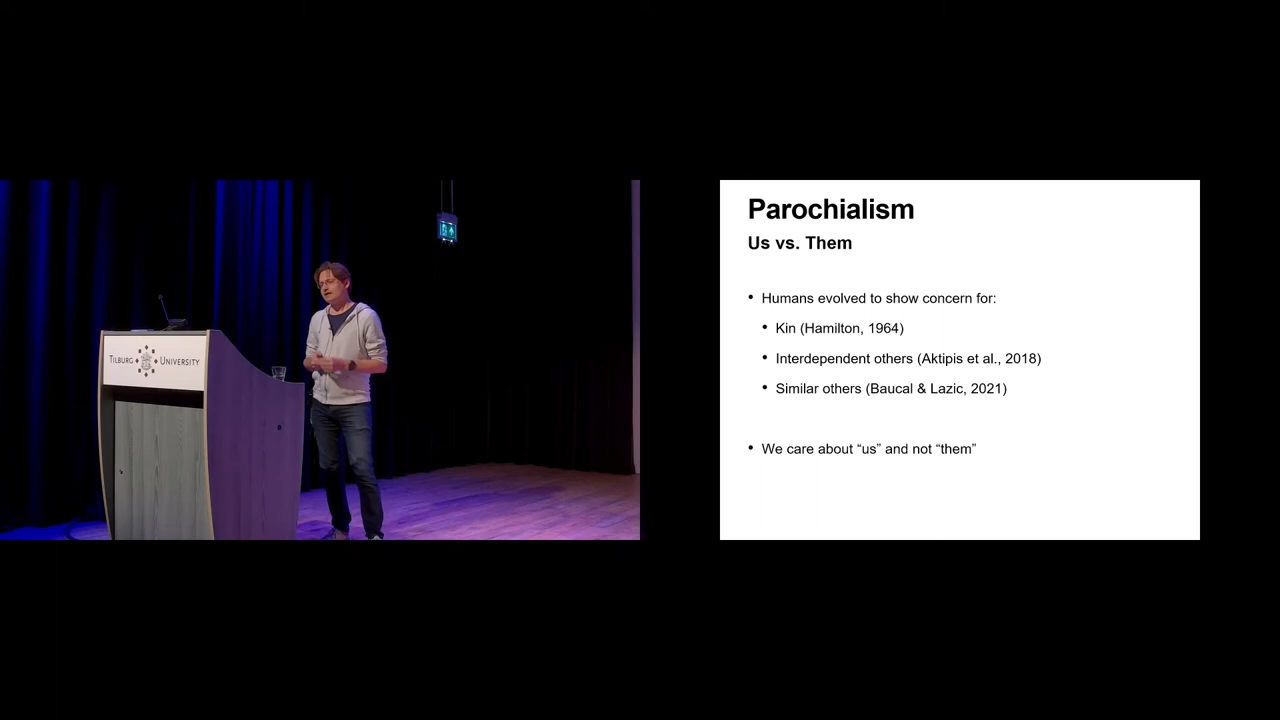 TILBURG UNIVERSITY
Parochialism
Us vs. Them
• Humans evolved to show concern for:
• Kin (Hamilton, 1964)
• Interdependent others (Aktipis et al., 2018)
• Similar others (Baucal & Lazic, 2021)
• We care about “us” and not “them”